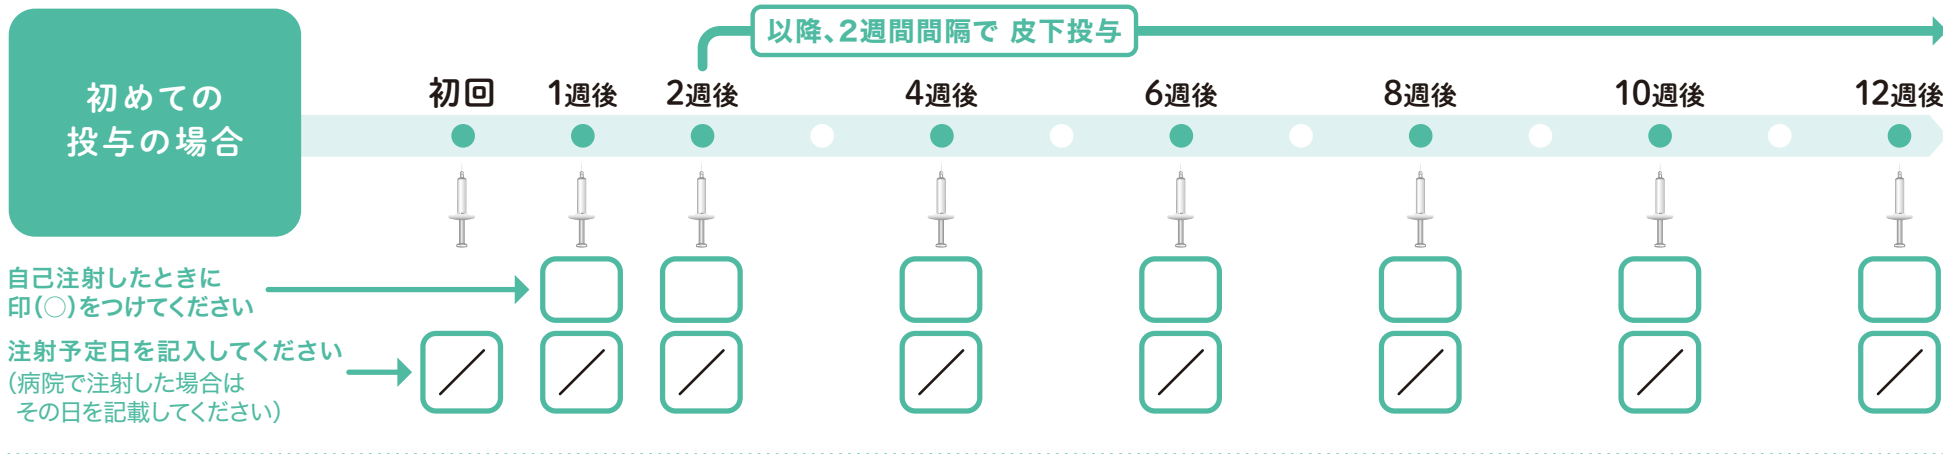 以降、2週間間隔で 皮下投与
初めての
投与の場合
初回 1週後 2週後 4週後 6週後 8週後 10週後 12週後
自己注射したときに
印(○)をつけてください
注射予定日を記入してください
(病院で注射した場合は
その日を記載してください)